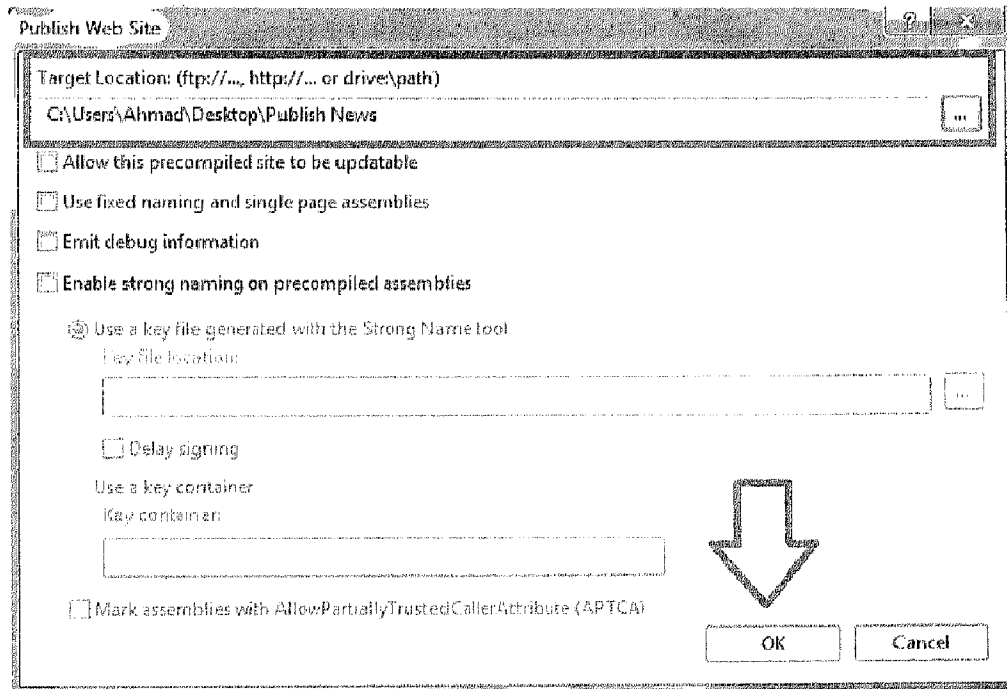 Publish Web Site
Target Location: (ftp://..., http://... or drive:\path)
C:\Users\Ahmad\Desktop\Publish News
...
Allow this precompiled site to be updatable
Use fixed naming and single page assemblies
Emit debug information
Enable strong naming on precompiled assemblies
Use a key file generated with the Strong Name tool
Key file location:
...
Delay signing
Use a key container
Key container:
Mark assemblies with AllowPartiallyTrustedCallerAttribute (APTCA)
OK Cancel